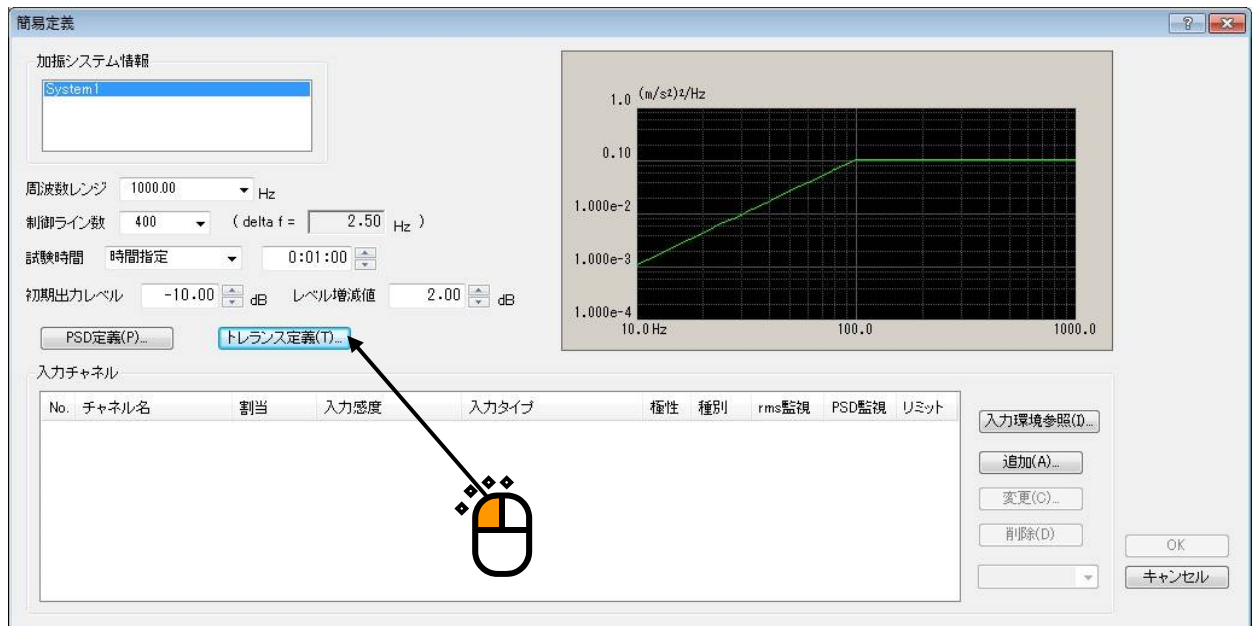 簡易定義
加振システム情報
System1
周波数レンジ 1000.00 Hz
制御ライン数 400 ( delta f = 2.50 Hz )
試験時間 時間指定 0:01:00
初期出力レベル -10.00 dB レベル増減値 2.00 dB
PSD定義(P)... トレランス定義(T)...
(m/s²)²/Hz
1.0
0.10
1.000e-2
1.000e-3
1.000e-4
10.0 Hz 100.0 1000.0
入力チャネル
No. チャネル名 割当 入力感度 入力タイプ 極性 種別 rms監視 PSD監視 リミット
入力環境参照(I)...
追加(A)...
変更(C)...
削除(D)
OK
キャンセル